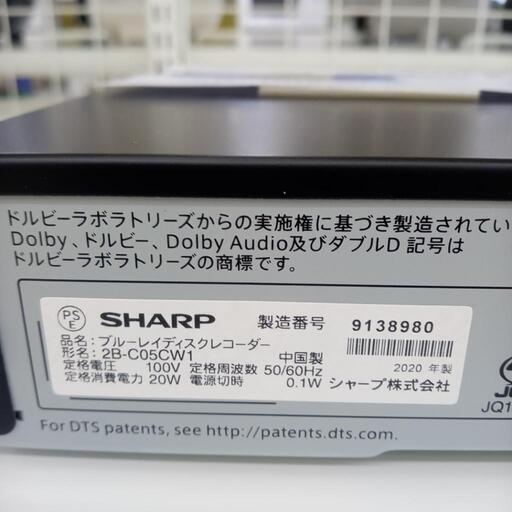 ドルビーラボラトリーズからの実施権に基づき製造されてい
Dolby、ドルビー、Dolby Audio及びダブルD 記号は
ドルビーラボラトリーズの商標です。
PS
E
SHARP 製造番号 9138980
品名：ブルーレイディスクレコーダー
形名：2B-C05CW1 中国製
定格電圧 100V 定格周波数 50/60Hz 2020 年製
定格消費電力 20W 電源切時 0.1W シャープ株式会社
JQ1
For DTS patents, see http://patents.dts.com.